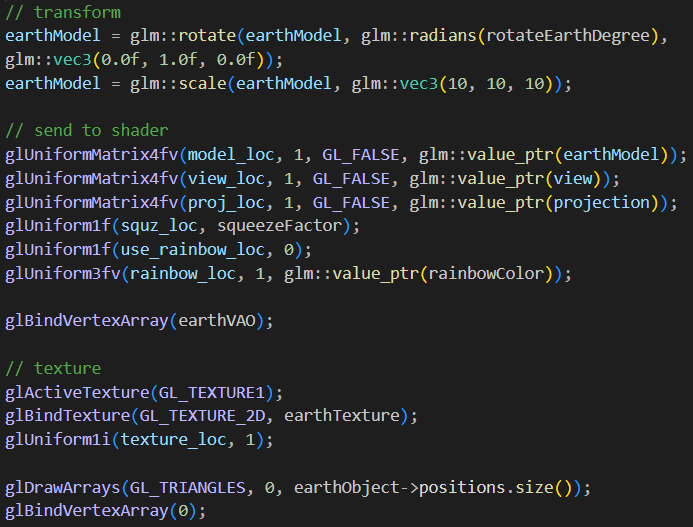 // transform
earthModel = glm::rotate(earthModel, glm::radians(rotateEarthDegree),
glm::vec3(0.0f, 1.0f, 0.0f));
earthModel = glm::scale(earthModel, glm::vec3(10, 10, 10));

// send to shader
glUniformMatrix4fv(model_loc, 1, GL_FALSE, glm::value_ptr(earthModel));
glUniformMatrix4fv(view_loc, 1, GL_FALSE, glm::value_ptr(view));
glUniformMatrix4fv(proj_loc, 1, GL_FALSE, glm::value_ptr(projection));
glUniform1f(squz_loc, squeezeFactor);
glUniform1f(use_rainbow_loc, 0);
glUniform3fv(rainbow_loc, 1, glm::value_ptr(rainbowColor));

glBindVertexArray(earthVAO);

// texture
glActiveTexture(GL_TEXTURE1);
glBindTexture(GL_TEXTURE_2D, earthTexture);
glUniform1i(texture_loc, 1);

glDrawArrays(GL_TRIANGLES, 0, earthObject->positions.size());
glBindVertexArray(0);